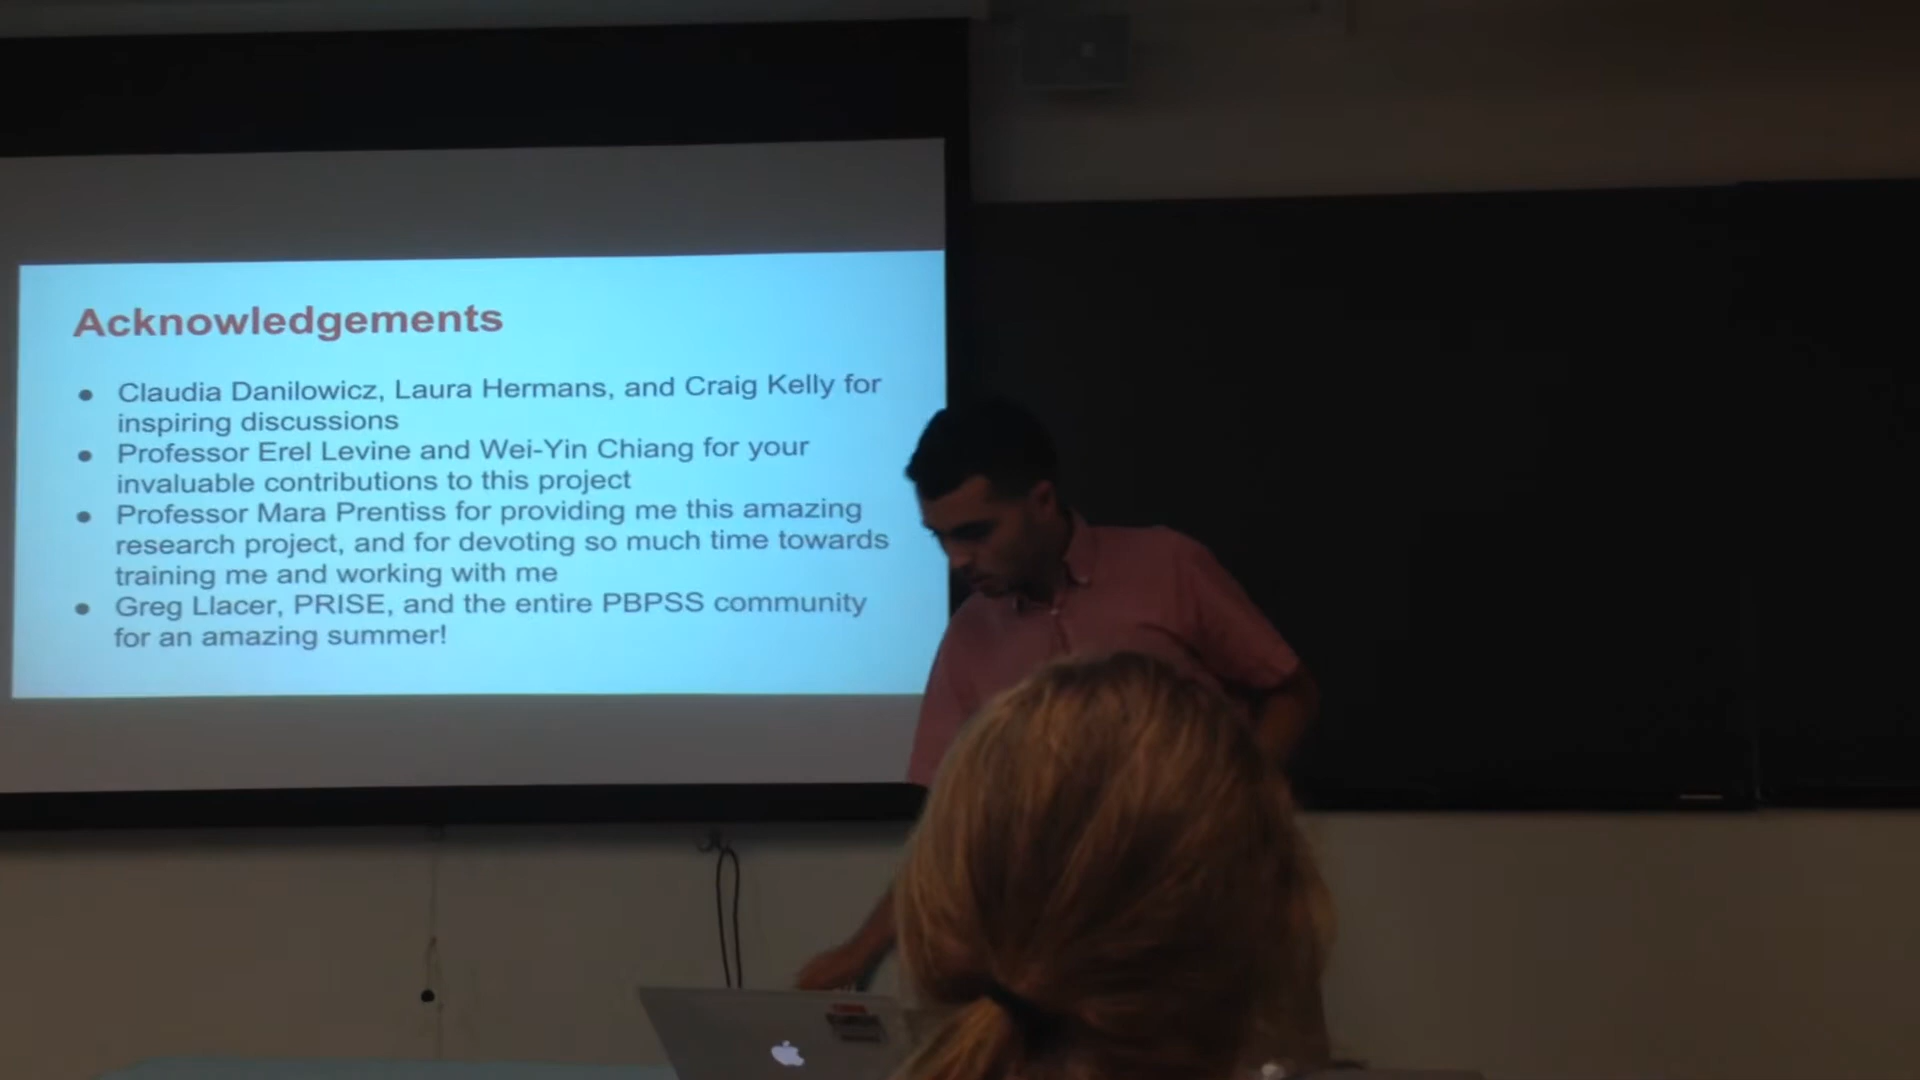 Acknowledgements
● Claudia Danilowicz, Laura Hermans, and Craig Kelly for
inspiring discussions
● Professor Erel Levine and Wei-Yin Chiang for your
invaluable contributions to this project
● Professor Mara Prentiss for providing me this amazing
research project, and for devoting so much time towards
training me and working with me
● Greg Llacer, PRISE, and the entire PBPSS community
for an amazing summer!